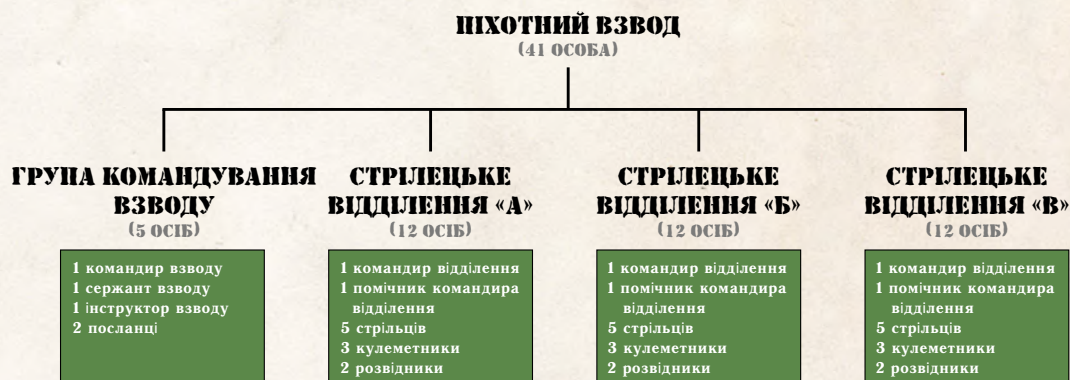 ПІХОТНИЙ ВЗВОД
(41 ОСОБА)
ГРУПА КОМАНДУВАННЯ
ВЗВОДУ
(5 ОСІБ)
1 командир взводу
1 сержант взводу
1 інструктор взводу
2 посланці
СТРІЛЕЦЬКЕ
ВІДДІЛЕННЯ «А»
(12 ОСІБ)
1 командир відділення
1 помічник командира
відділення
5 стрільців
3 кулеметники
2 розвідники
СТРІЛЕЦЬКЕ
ВІДДІЛЕННЯ «Б»
(12 ОСІБ)
1 командир відділення
1 помічник командира
відділення
5 стрільців
3 кулеметники
2 розвідники
СТРІЛЕЦЬКЕ
ВІДДІЛЕННЯ «В»
(12 ОСІБ)
1 командир відділення
1 помічник командира
відділення
5 стрільців
3 кулеметники
2 розвідники